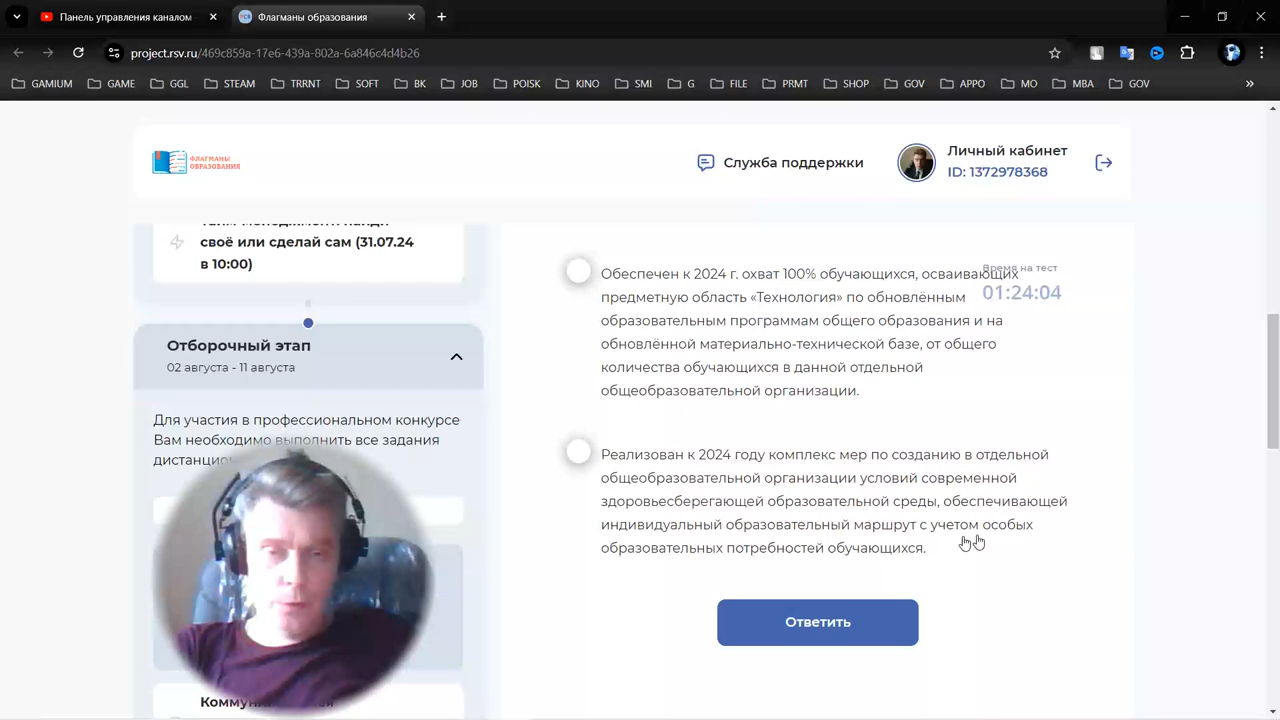 Панель управления каналом
Флагманы образования
project.rsv.ru/469c859a-17e6-439a-802a-6a846c4d4b26
GAMIUM
GAME
GGL
STEAM
TRRNT
SOFT
BK
JOB
POISK
KINO
SMI
G
FILE
PRMT
SHOP
GOV
APPO
MO
MBA
GOV
ФЛАГМАНЫ
ОБРАЗОВАНИЯ
Служба поддержки
Личный кабинет
ID: 1372978368
своё или сделай сам (31.07.24
в 10:00)
Отборочный этап
02 августа - 11 августа
Для участия в профессиональном конкурсе
Вам необходимо выполнить все задания
Время на тест
01:24:04
Обеспечен к 2024 г. охват 100% обучающихся, осваивающих
предметную область «Технология» по обновлённым
образовательным программам общего образования и на
обновлённой материально-технической базе, от общего
количества обучающихся в данной отдельной
общеобразовательной организации.
Реализован к 2024 году комплекс мер по созданию в отдельной
общеобразовательной организации условий современной
здоровьесберегающей образовательной среды, обеспечивающей
индивидуальный образовательный маршрут с учетом особых
образовательных потребностей обучающихся.
Ответить